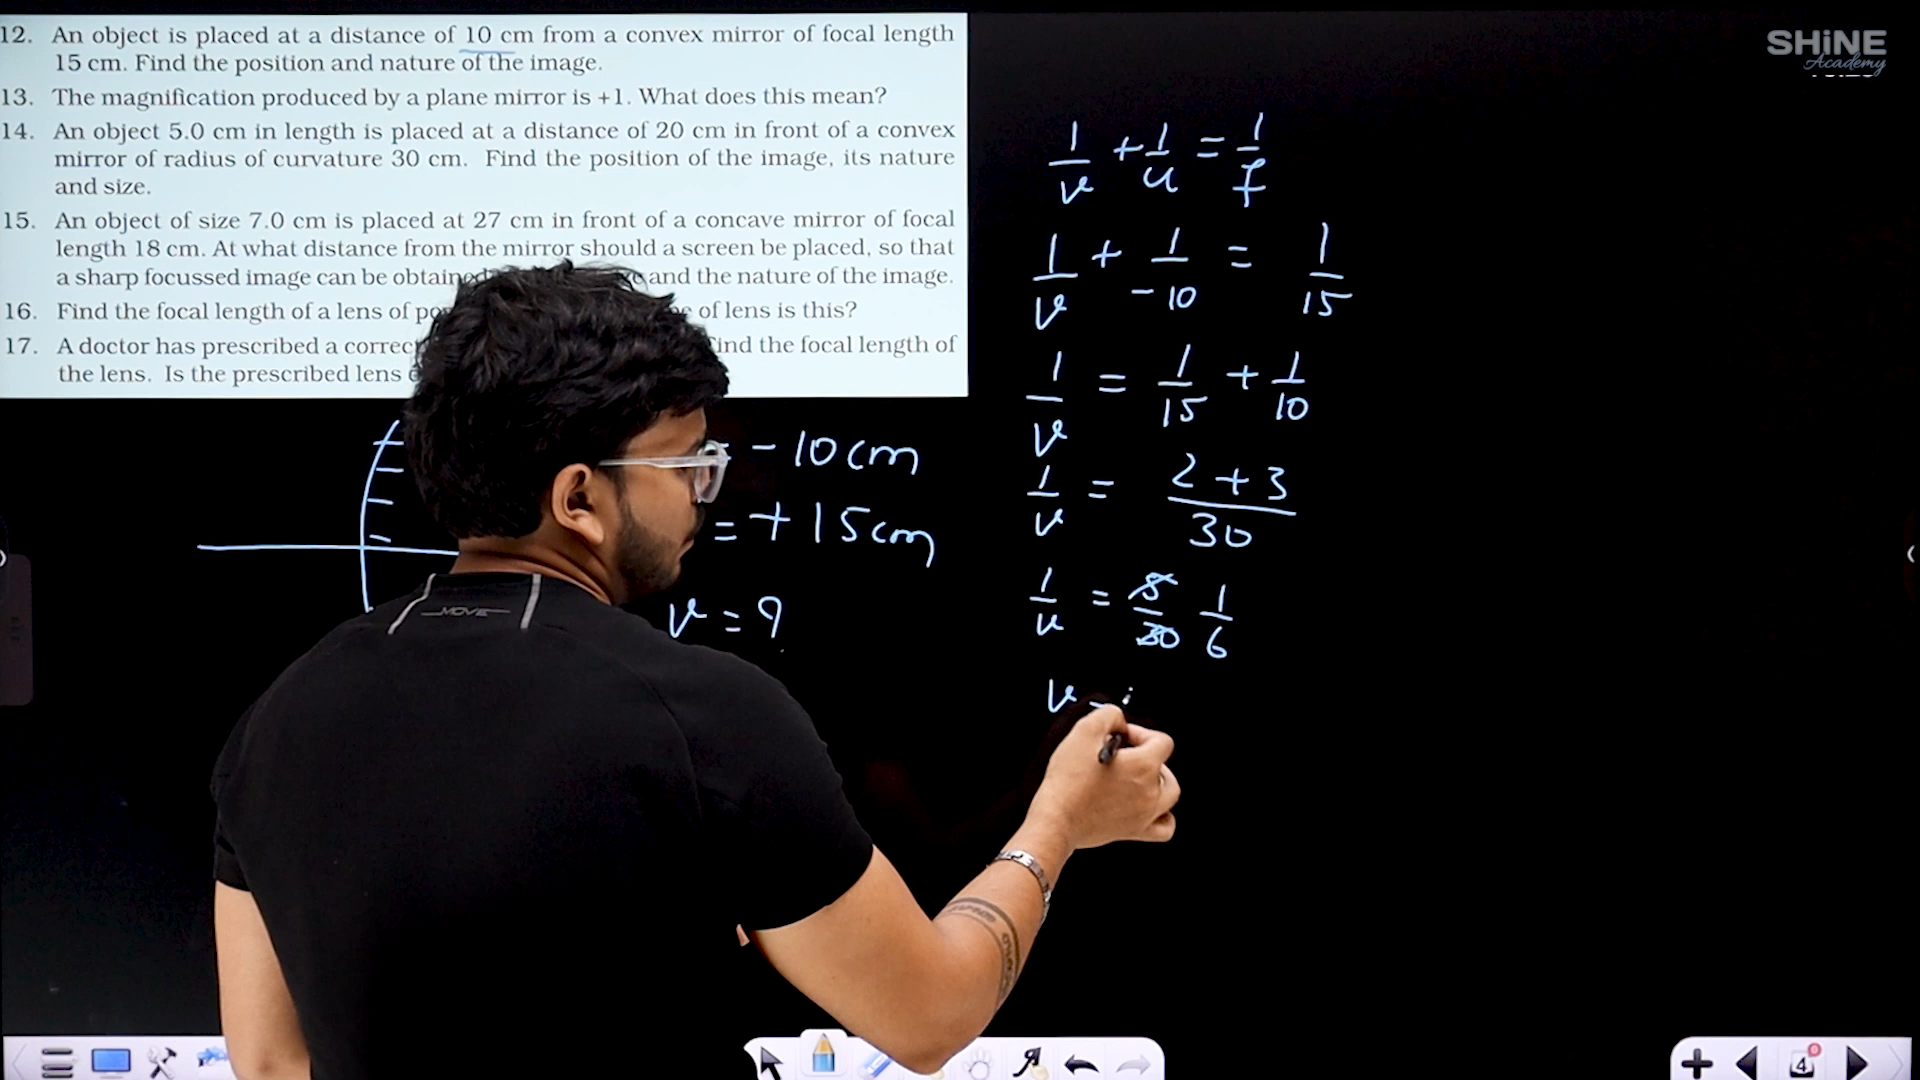 12. An object is placed at a distance of 10 cm from a convex mirror of focal length
15 cm. Find the position and nature of the image.
13. The magnification produced by a plane mirror is +1. What does this mean?
14. An object 5.0 cm in length is placed at a distance of 20 cm in front of a convex
mirror of radius of curvature 30 cm. Find the position of the image, its nature
and size.
15. An object of size 7.0 cm is placed at 27 cm in front of a concave mirror of focal
length 18 cm. At what distance from the mirror should a screen be placed, so that
a sharp focussed image can be and the nature of the image.
16. Find the focal length of a lens of of lens is this?
17. A doctor has prescribed a the focal length of
the lens. Is the prescribed lens
= - 10 cm
= + 15 cm
v = ?
1/v + 1/u = 1/f
1/v + 1/-10 = 1/15
1/v = 1/15 + 1/10
1/v = 2 + 3/30
1/v = 5/30 1/6
v =
SHiNE
Academy
MOVE
4